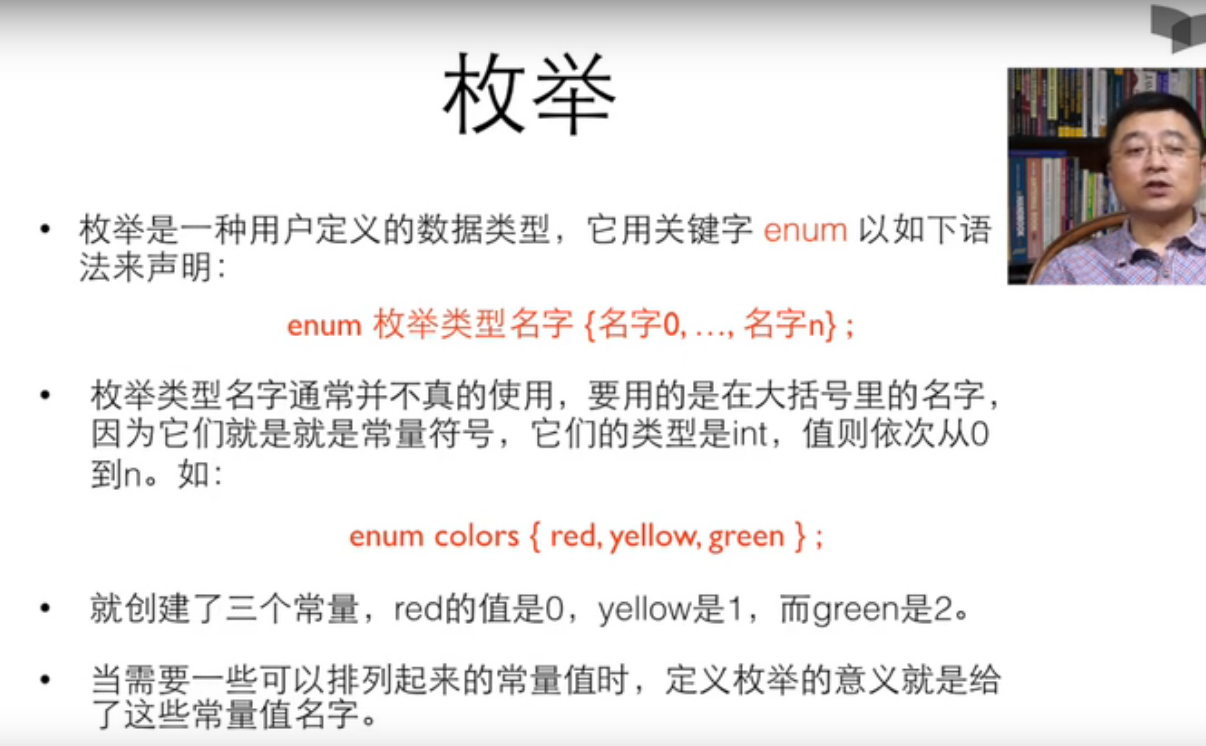 枚举
• 枚举是一种用户定义的数据类型，它用关键字 enum 以如下语
法来声明：
enum 枚举类型名字 {名字0, …, 名字n} ;
• 枚举类型名字通常并不真的使用，要用的是在大括号里的名字，
因为它们就是就是常量符号，它们的类型是int，值则依次从0
到n。如：
enum colors { red, yellow, green } ;
• 就创建了三个常量，red的值是0，yellow是1，而green是2。
• 当需要一些可以排列起来的常量值时，定义枚举的意义就是给
了这些常量值名字。